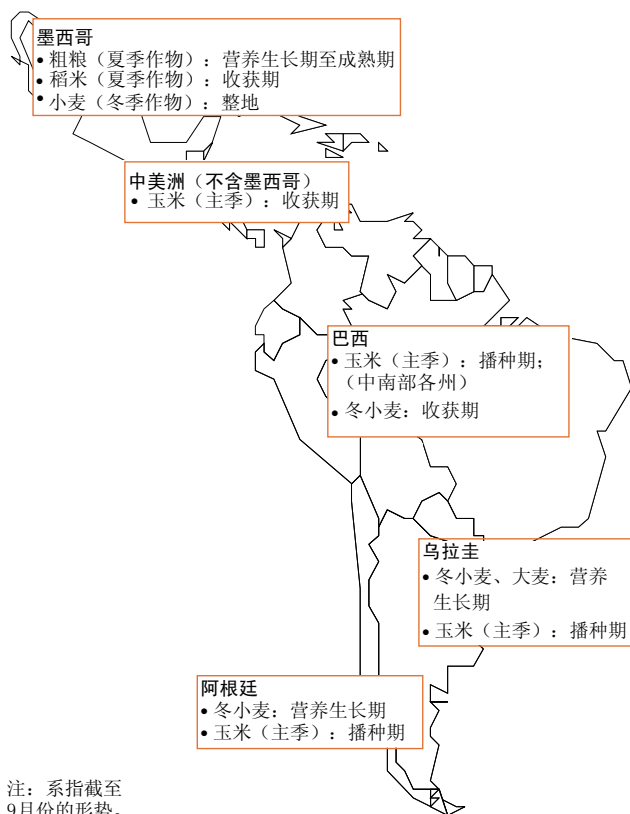 墨西哥
• 粗粮（夏季作物）：营养生长期至成熟期
• 稻米（夏季作物）：收获期
• 小麦（冬季作物）：整地
中美洲（不含墨西哥）
• 玉米（主季）：收获期
巴西
• 玉米（主季）：播种期；
（中南部各州）
• 冬小麦：收获期
乌拉圭
• 冬小麦、大麦：营养
生长期
• 玉米（主季）：播种期
阿根廷
• 冬小麦：营养生长期
• 玉米（主季）：播种期
注：系指截至
9月份的形势。